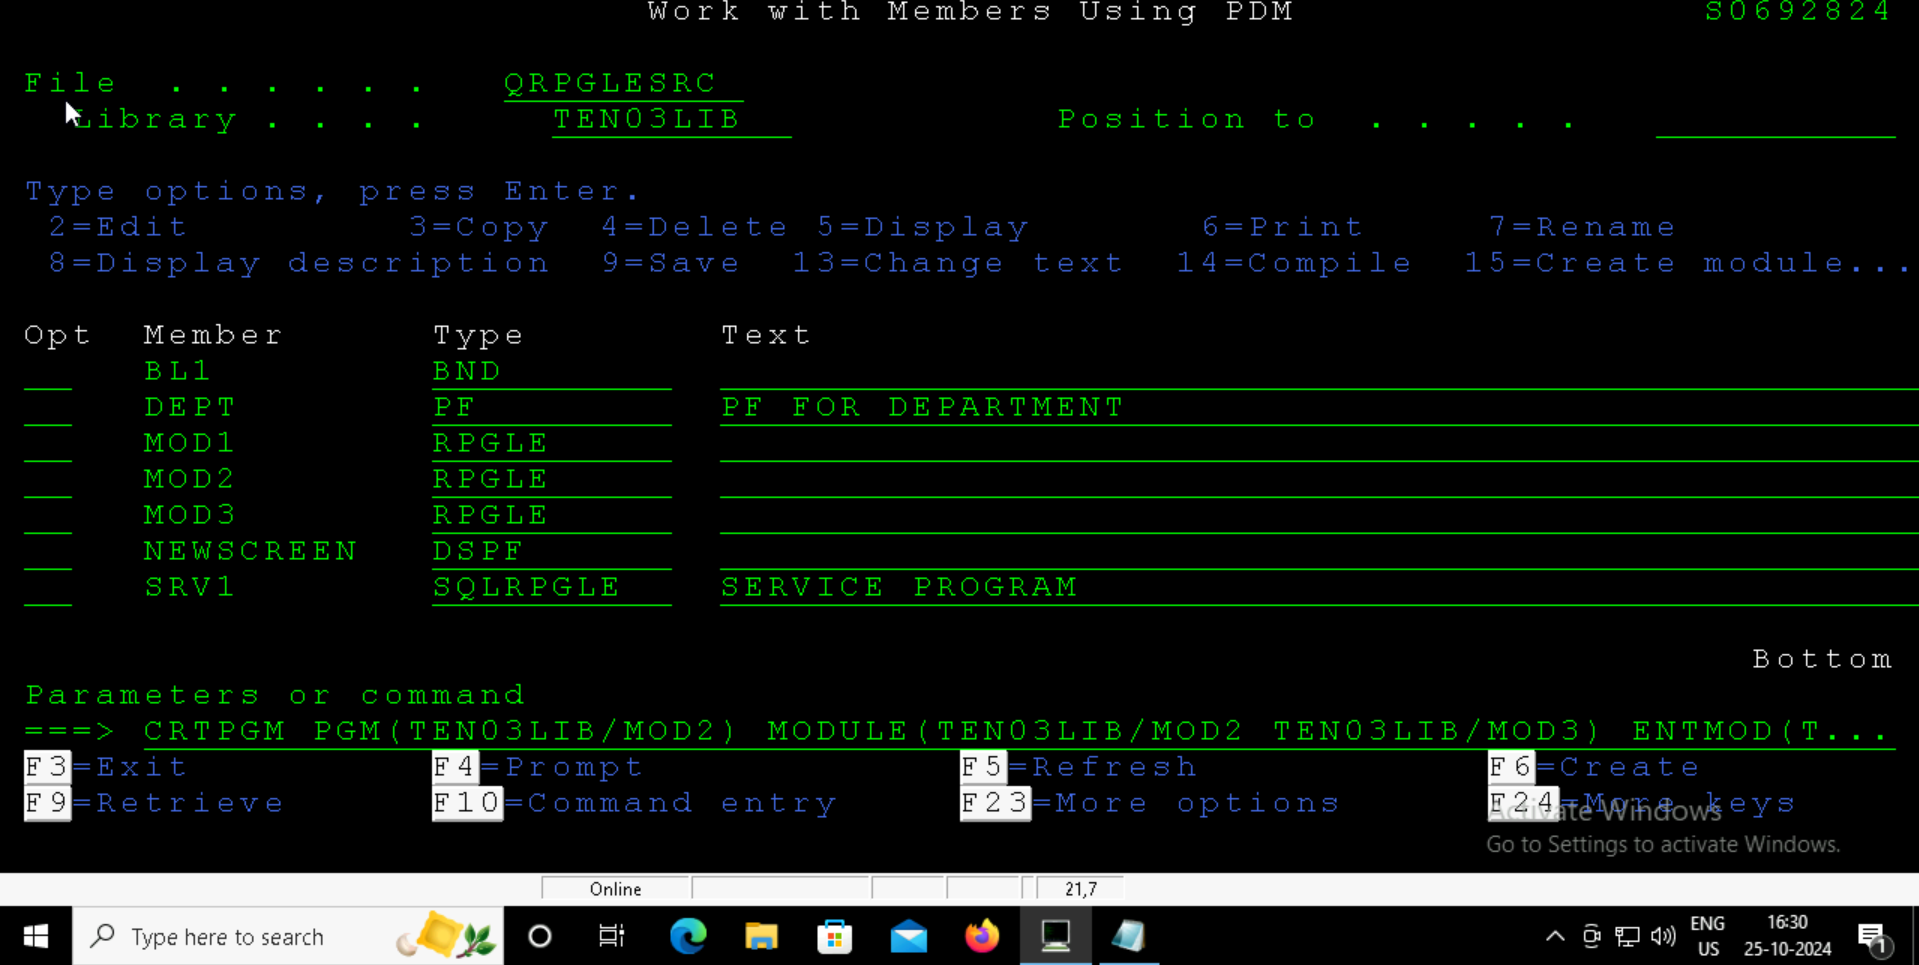 Work with Members Using PDM S0692824
File . . . . . . QRPGLESRC
Library . . . . TEN03LIB Position to . . . . .
Type options, press Enter.
2=Edit 3=Copy 4=Delete 5=Display 6=Print 7=Rename
8=Display description 9=Save 13=Change text 14=Compile 15=Create module...
Opt Member Type Text
BL1 BND
DEPT PF PF FOR DEPARTMENT
MOD1 RPGLE
MOD2 RPGLE
MOD3 RPGLE
NEWSCREEN DSPF
SRV1 SQLRPGLE SERVICE PROGRAM
Bottom
Parameters or command
===> CRTPGM PGM(TEN03LIB/MOD2) MODULE(TEN03LIB/MOD2 TEN03LIB/MOD3) ENTMOD(T...
F3=Exit F4=Prompt F5=Refresh F6=Create
F9=Retrieve F10=Command entry F23=More options F24=More keys
Activate Windows
Go to Settings to activate Windows.
Online 21,7
Type here to search ENG 16:30
US 25-10-2024 1